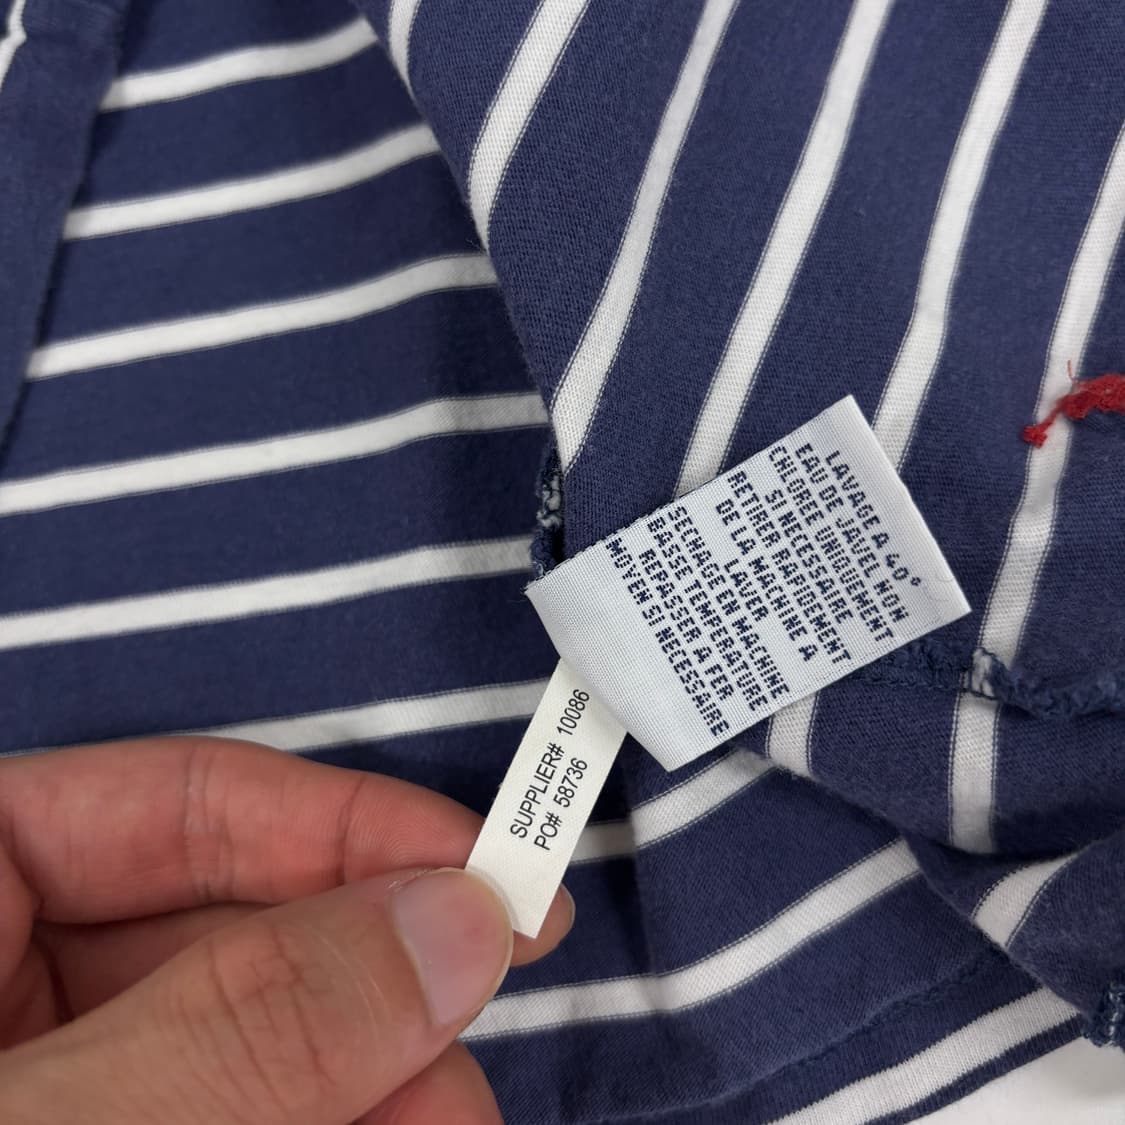 LAVAGE A 40°
EAU DE JAVEL NON
CHLOREE UNIQUEMENT
SI NECESSAIRE
RETIRER RAPIDEMENT
DE LA MACHINE A
LAVER
SECHAGE EN MACHINE
BASSE TEMPERATURE
REPASSER A FER
MOYEN SI NECESSAIRE
SUPPLIER# 10086
PO# 58736